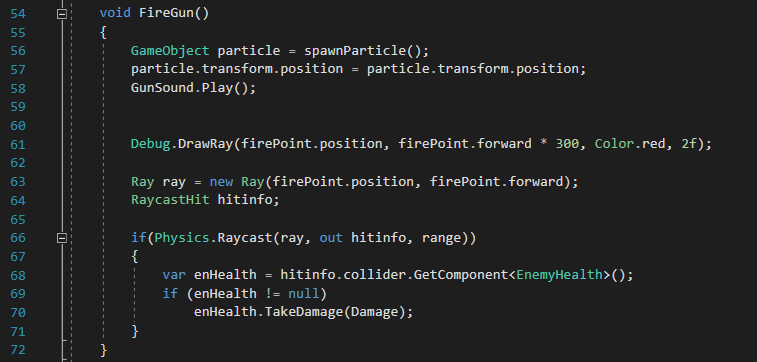 54 void FireGun()
55 {
56 GameObject particle = spawnParticle();
57 particle.transform.position = particle.transform.position;
58 GunSound.Play();
59
60
61 Debug.DrawRay(firePoint.position, firePoint.forward * 300, Color.red, 2f);
62
63 Ray ray = new Ray(firePoint.position, firePoint.forward);
64 RaycastHit hitinfo;
65
66 if(Physics.Raycast(ray, out hitinfo, range))
67 {
68 var enHealth = hitinfo.collider.GetComponent<EnemyHealth>();
69 if (enHealth != null)
70 enHealth.TakeDamage(Damage);
71 }
72 }